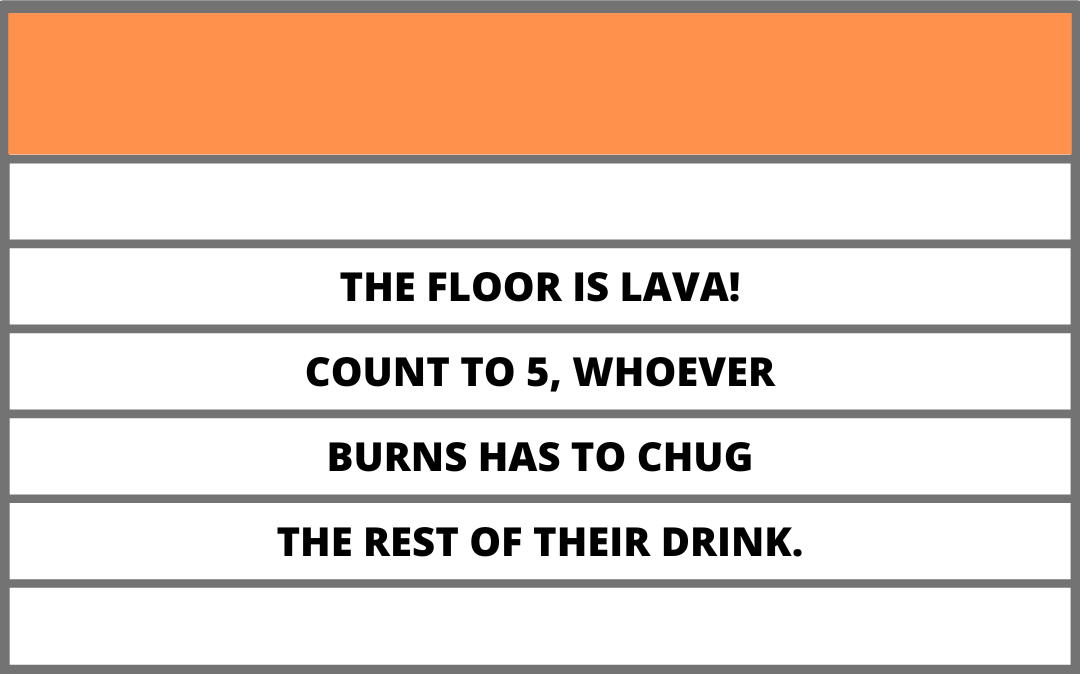 THE FLOOR IS LAVA!
COUNT TO 5, WHOEVER
BURNS HAS TO CHUG
THE REST OF THEIR DRINK.